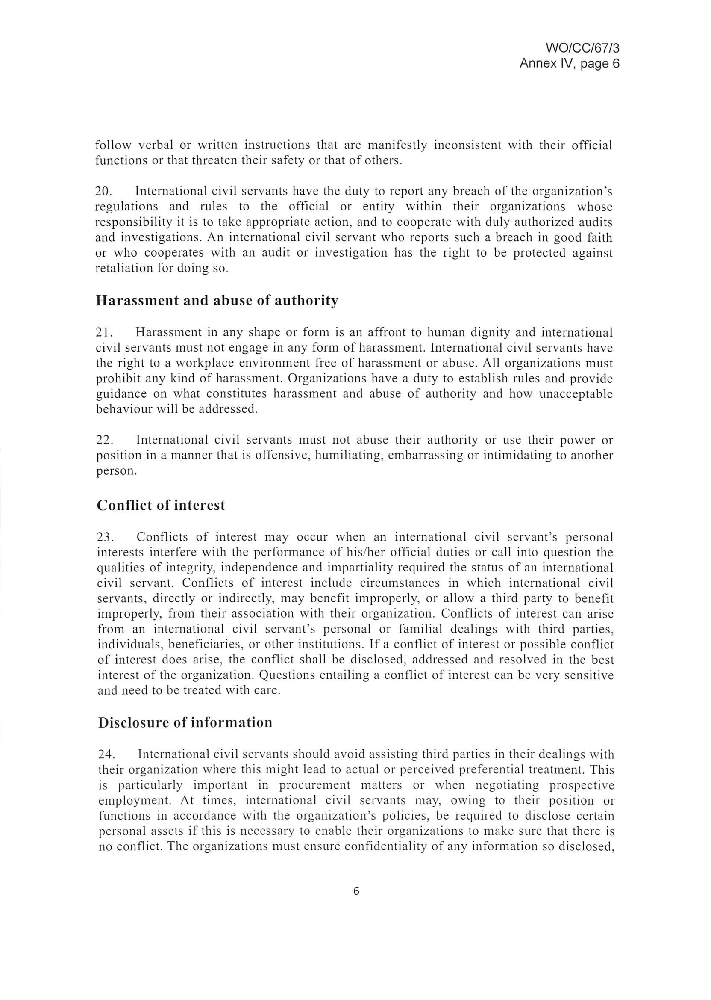 WO/CC/67/3
Annex IV, page 6
follow verbal or written instructions that are manifestly inconsistent with their official
functions or that threaten their safety or that of others.
20. International civil servants have the duty to report any breach of the organization's
regulations and rules to the official or entity within their organizations whose
responsibility it is to take appropriate action, and to cooperate with duly authorized audits
and investigations. An international civil servant who reports such a breach in good faith
or who cooperates with an audit or investigation has the right to be protected against
retaliation for doing so.
Harassment and abuse of authority
21. Harassment in any shape or form is an affront to human dignity and international
civil servants must not engage in any form of harassment. International civil servants have
the right to a workplace environment free of harassment or abuse. All organizations must
prohibit any kind of harassment. Organizations have a duty to establish rules and provide
guidance on what constitutes harassment and abuse of authority and how unacceptable
behaviour will be addressed.
22. International civil servants must not abuse their authority or use their power or
position in a manner that is offensive, humiliating, embarrassing or intimidating to another
person.
Conflict of interest
23. Conflicts of interest may occur when an international civil servant's personal
interests interfere with the performance of his/her official duties or call into question the
qualities of integrity, independence and impartiality required the status of an international
civil servant. Conflicts of interest include circumstances in which international civil
servants, directly or indirectly, may benefit improperly, or allow a third party to benefit
improperly, from their association with their organization. Conflicts of interest can arise
from an international civil servant's personal or familial dealings with third parties,
individuals, beneficiaries, or other institutions. If a conflict of interest or possible conflict
of interest does arise, the conflict shall be disclosed, addressed and resolved in the best
interest of the organization. Questions entailing a conflict of interest can be very sensitive
and need to be treated with care.
Disclosure of information
24. International civil servants should avoid assisting third parties in their dealings with
their organization where this might lead to actual or perceived preferential treatment. This
is particularly important in procurement matters or when negotiating prospective
employment. At times, international civil servants may, owing to their position or
functions in accordance with the organization's policies, be required to disclose certain
personal assets if this is necessary to enable their organizations to make sure that there is
no conflict. The organizations must ensure confidentiality of any information so disclosed,
6